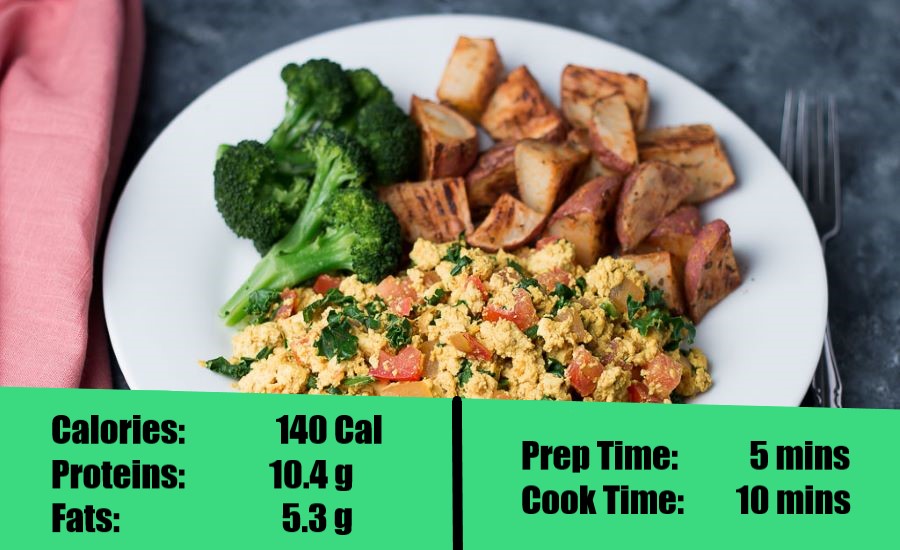 Calories: 140 Cal
Proteins: 10.4 g
Fats: 5.3 g
Prep Time: 5 mins
Cook Time: 10 mins